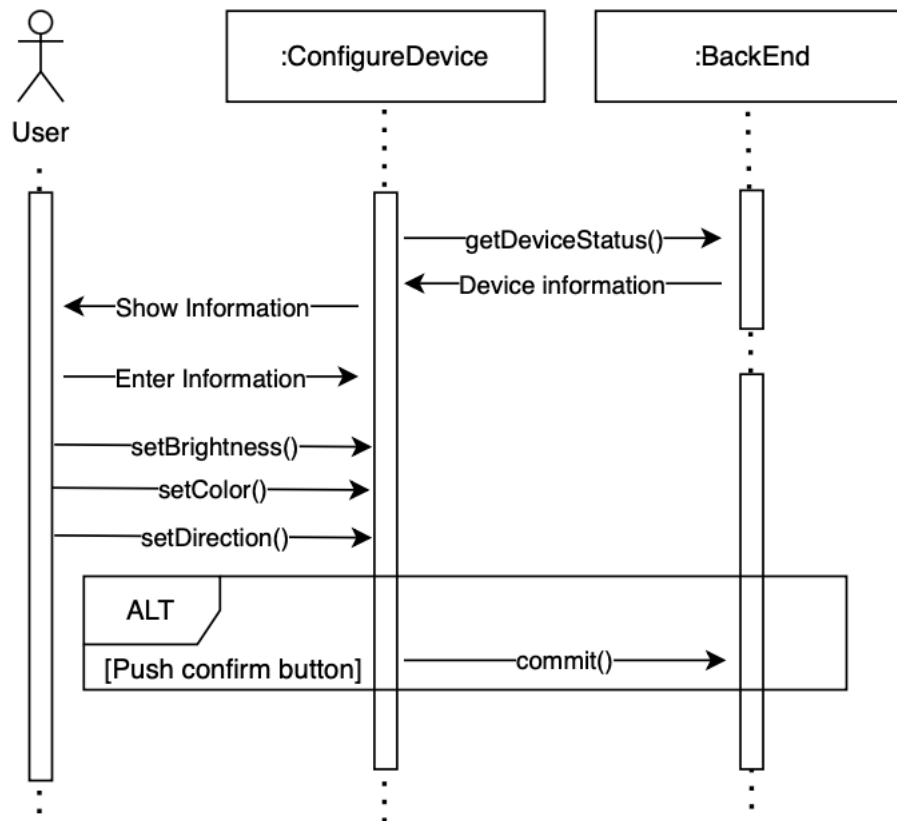 :ConfigureDevice
:BackEnd
User
getDeviceStatus()
Device information
Show Information
Enter Information
setBrightness()
setColor()
setDirection()
ALT
[Push confirm button]
commit()